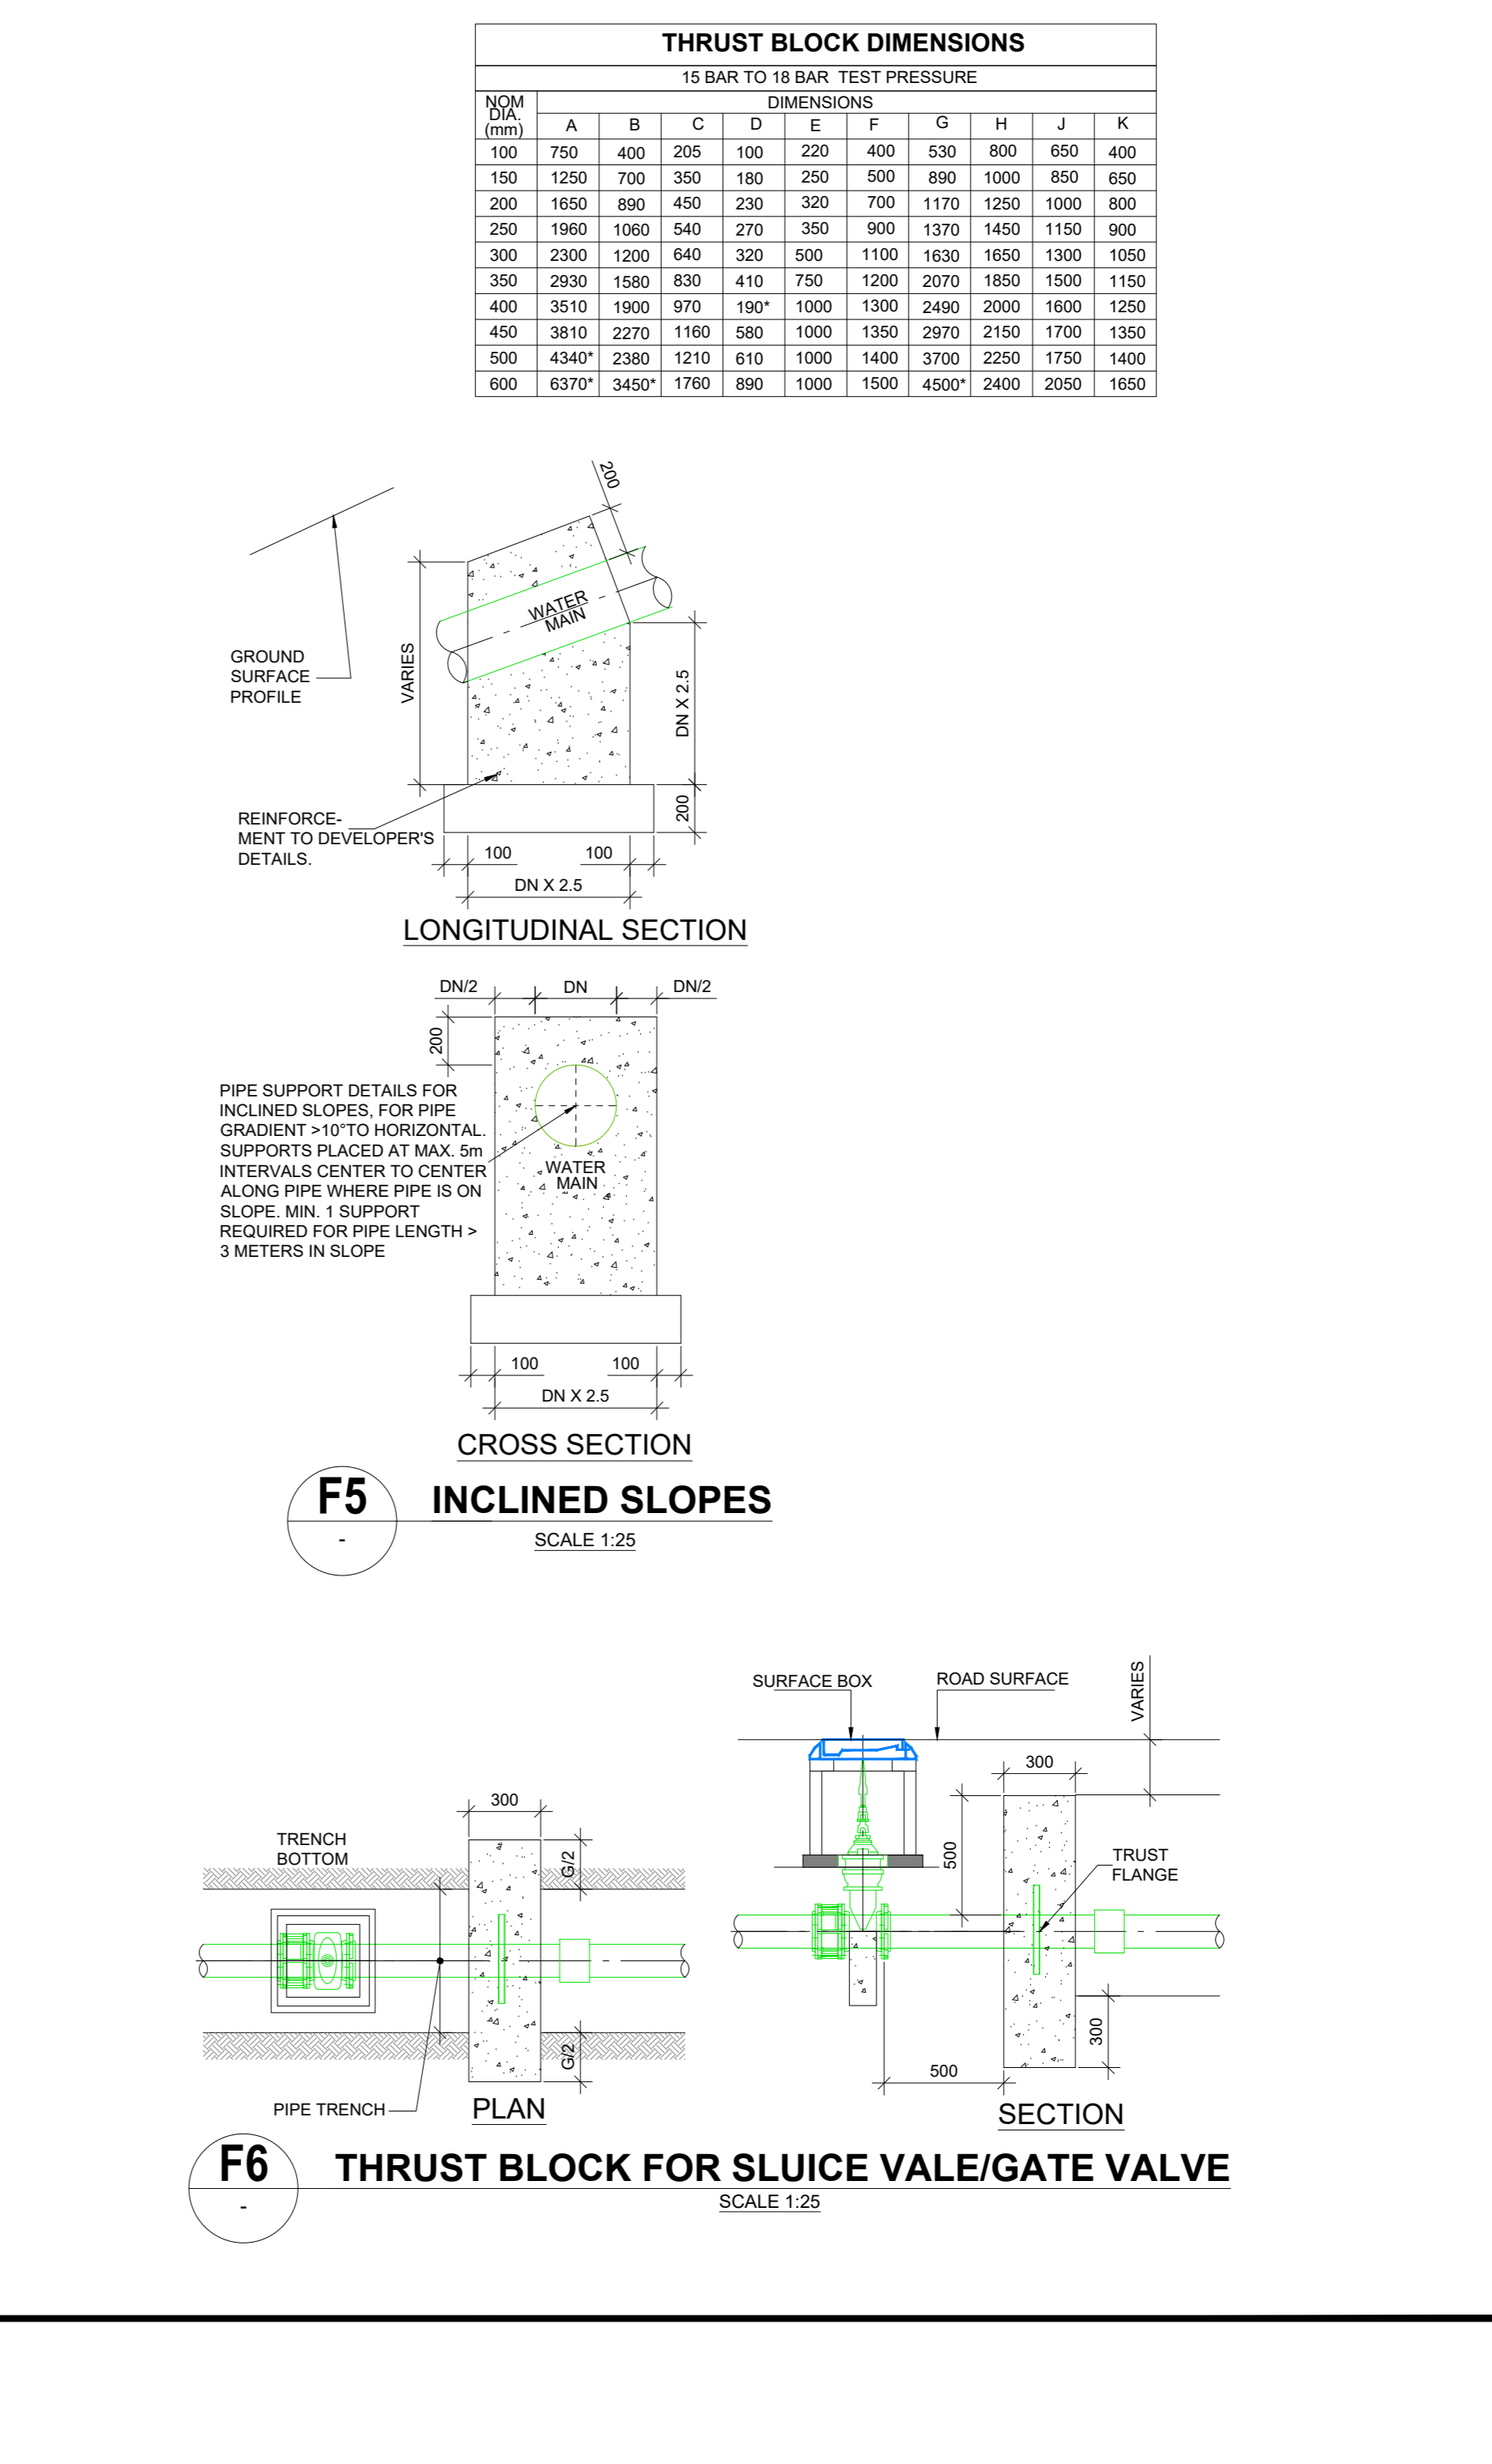 THRUST BLOCK DIMENSIONS
15 BAR TO 18 BAR TEST PRESSURE
NOM DIA. (mm) DIMENSIONS
A B C D E F G H J K
100 750 400 205 100 220 400 530 800 650 400
150 1250 700 350 180 250 500 890 1000 850 650
200 1650 890 450 230 320 700 1170 1250 1000 800
250 1960 1060 540 270 350 900 1370 1450 1150 900
300 2300 1200 640 320 500 1100 1630 1650 1300 1050
350 2930 1580 830 410 750 1200 2070 1850 1500 1150
400 3510 1900 970 190* 1000 1300 2490 2000 1600 1250
450 3810 2270 1160 580 1000 1350 2970 2150 1700 1350
500 4340* 2380 1210 610 1000 1400 3700 2250 1750 1400
600 6370* 3450* 1760 890 1000 1500 4500* 2400 2050 1650
200
WATER
MAIN
GROUND
SURFACE
PROFILE
VARIES
DN X 2.5
200
REINFORCE-
MENT TO DEVELOPER'S
DETAILS.
100 100
DN X 2.5
LONGITUDINAL SECTION
DN/2 DN DN/2
200
PIPE SUPPORT DETAILS FOR
INCLINED SLOPES, FOR PIPE
GRADIENT >10°TO HORIZONTAL.
SUPPORTS PLACED AT MAX. 5m
INTERVALS CENTER TO CENTER
ALONG PIPE WHERE PIPE IS ON
SLOPE. MIN. 1 SUPPORT
REQUIRED FOR PIPE LENGTH >
3 METERS IN SLOPE
WATER
MAIN
100 100
DN X 2.5
CROSS SECTION
F5
-
INCLINED SLOPES
SCALE 1:25
300
TRENCH
BOTTOM
G/2
G/2
PIPE TRENCH
PLAN
SURFACE BOX
ROAD SURFACE
VARIES
300
500
TRUST
FLANGE
300
500
SECTION
F6
-
THRUST BLOCK FOR SLUICE VALE/GATE VALVE
SCALE 1:25